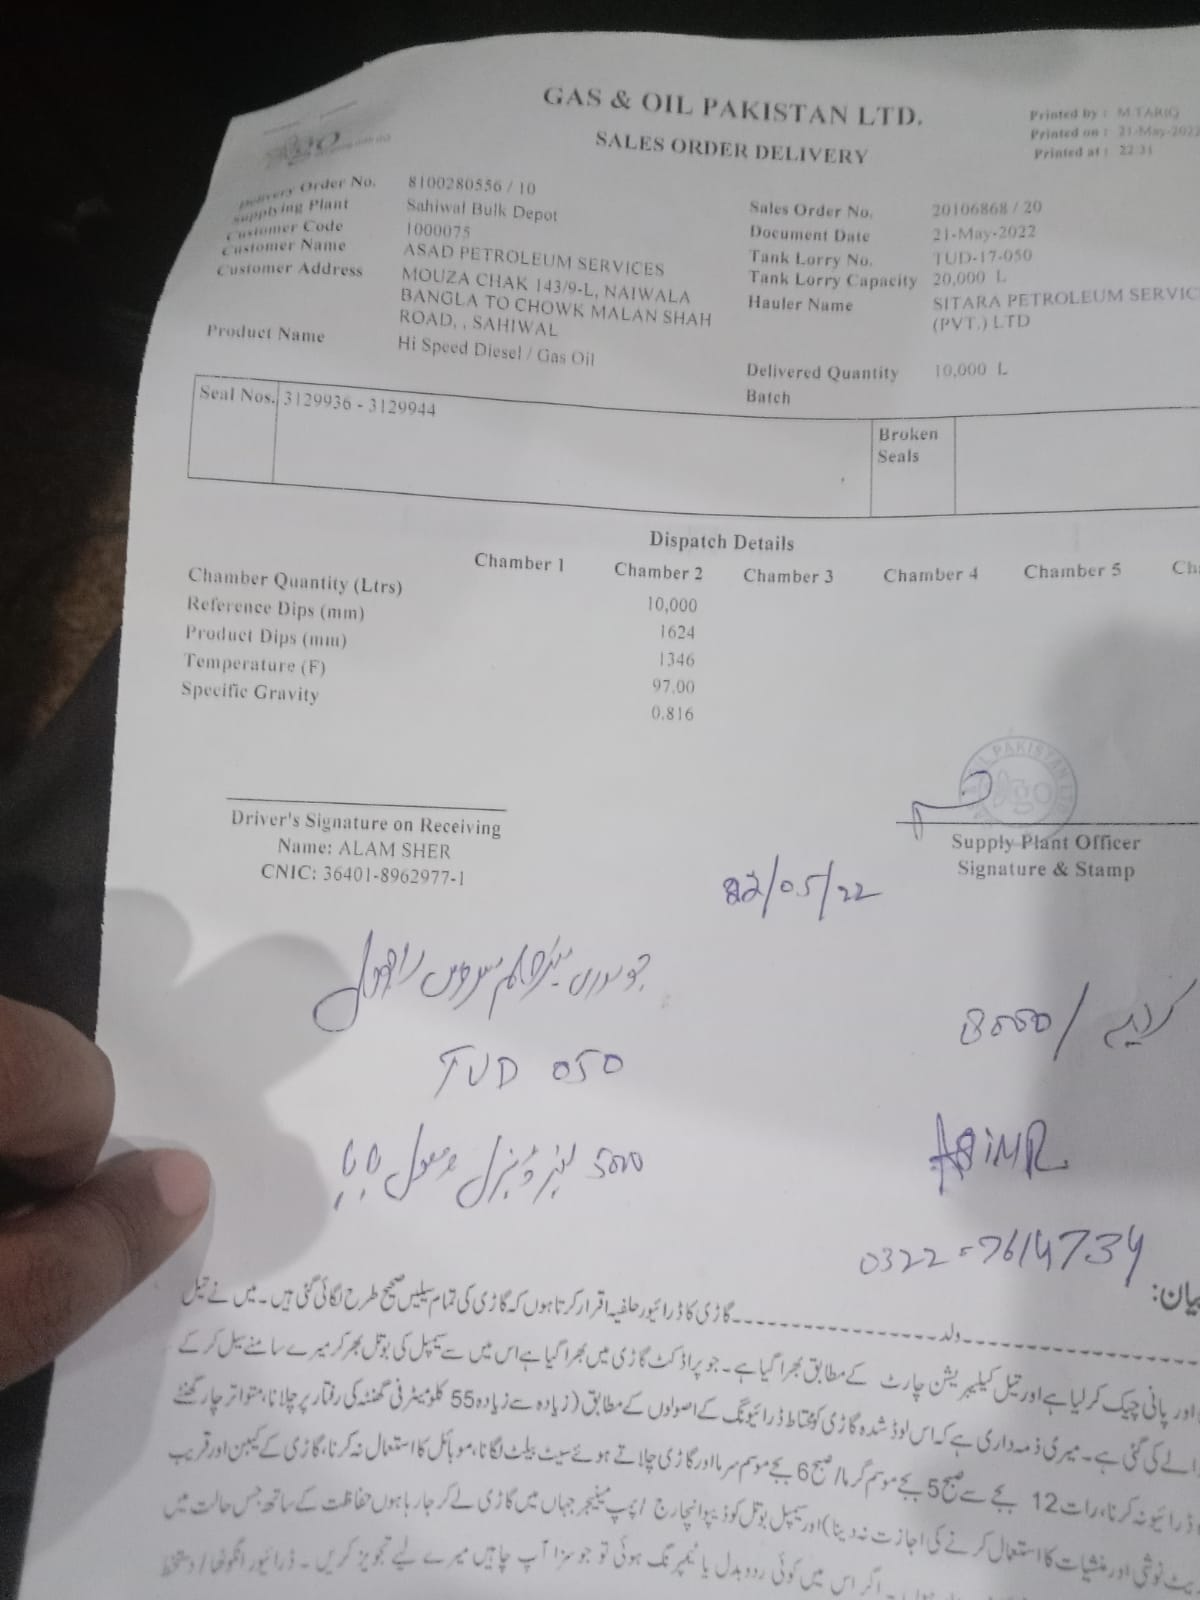 GAS & OIL PAKISTAN LTD.
SALES ORDER DELIVERY
Printed by : M.TARIQ
Printed on : 21-May-2022
Printed at : 22:31
go
Delivery Order No. 8100280556 / 10
Supplying Plant Sahiwal Bulk Depot
Customer Code 1000075
Customer Name ASAD PETROLEUM SERVICES
Customer Address MOUZA CHAK 143/9-L, NAIWALA
BANGLA TO CHOWK MALAN SHAH
ROAD, , SAHIWAL
Product Name Hi Speed Diesel / Gas Oil
Sales Order No. 20106868 / 20
Document Date 21-May-2022
Tank Lorry No. TUD-17-050
Tank Lorry Capacity 20,000 L
Hauler Name SITARA PETROLEUM SERVIC
(PVT.) LTD
Delivered Quantity 10,000 L
Batch
Seal Nos. 3129936 - 3129944
Broken
Seals
Dispatch Details
Chamber 1 Chamber 2 Chamber 3 Chamber 4 Chamber 5 Ch
Chamber Quantity (Ltrs) 10,000
Reference Dips (mm) 1624
Product Dips (mm) 1346
Temperature (F) 97.00
Specific Gravity 0.816
Driver's Signature on Receiving
Name: ALAM SHER
CNIC: 36401-8962977-1
go
Supply Plant Officer
Signature & Stamp
22/05/22
TUD 050
5000 لیٹر ڈیزل وصول پایا
ASiMR
0322-7614734
بیان:
ولد گاڑی کا ڈرائیور حلفیہ اقرار کرتا ہوں کہ گاڑی کی تمام سیلیں صحیح طرح لگائی گئی ہیں۔ میں نے تیل
اور پانی چیک کر لیا ہے اور تیل کیلیبریشن چارٹ کے مطابق بھرا گیا ہے۔ جو پراڈکٹ گاڑی میں بھرا گیا ہے اس میں سے سیمپل کی بوتل بھر کر میرے سامنے سیل کر کے
کی گئی ہے۔ میری ذمہ داری ہے کہ اس لوڈ شدہ گاڑی کو محتاط ڈرائیونگ کے اصولوں کے مطابق (زیادہ سے زیادہ 55 کلومیٹر فی گھنٹہ کی رفتار پر چلانا، متواتر چار گھنٹے
ڈرائیو نہ کرنا، رات 12 بجے سے صبح 5 بجے موسم گرما/صبح 6 بجے موسم سرما اور گاڑی چلاتے ہوئے سیٹ بیلٹ لگانا، موبائل کا استعمال نہ کرنا، گاڑی کے کیبن اور قریب
نوشی اور منشیات کا استعمال کرنے کی اجازت نہ دینا) اور سیمپل بوتل کو ڈیپو انچارج / پمپ مینیجر جہاں میں گاڑی لے کر جا رہا ہوں حفاظت کے ساتھ جس حالت میں
اگر اس میں کوئی ردوبدل یا ٹیمپرنگ ہوئی تو جو سزا آپ چاہیں میرے لیے تجویز کریں۔ ڈرائیور انگوٹھا / دستخط